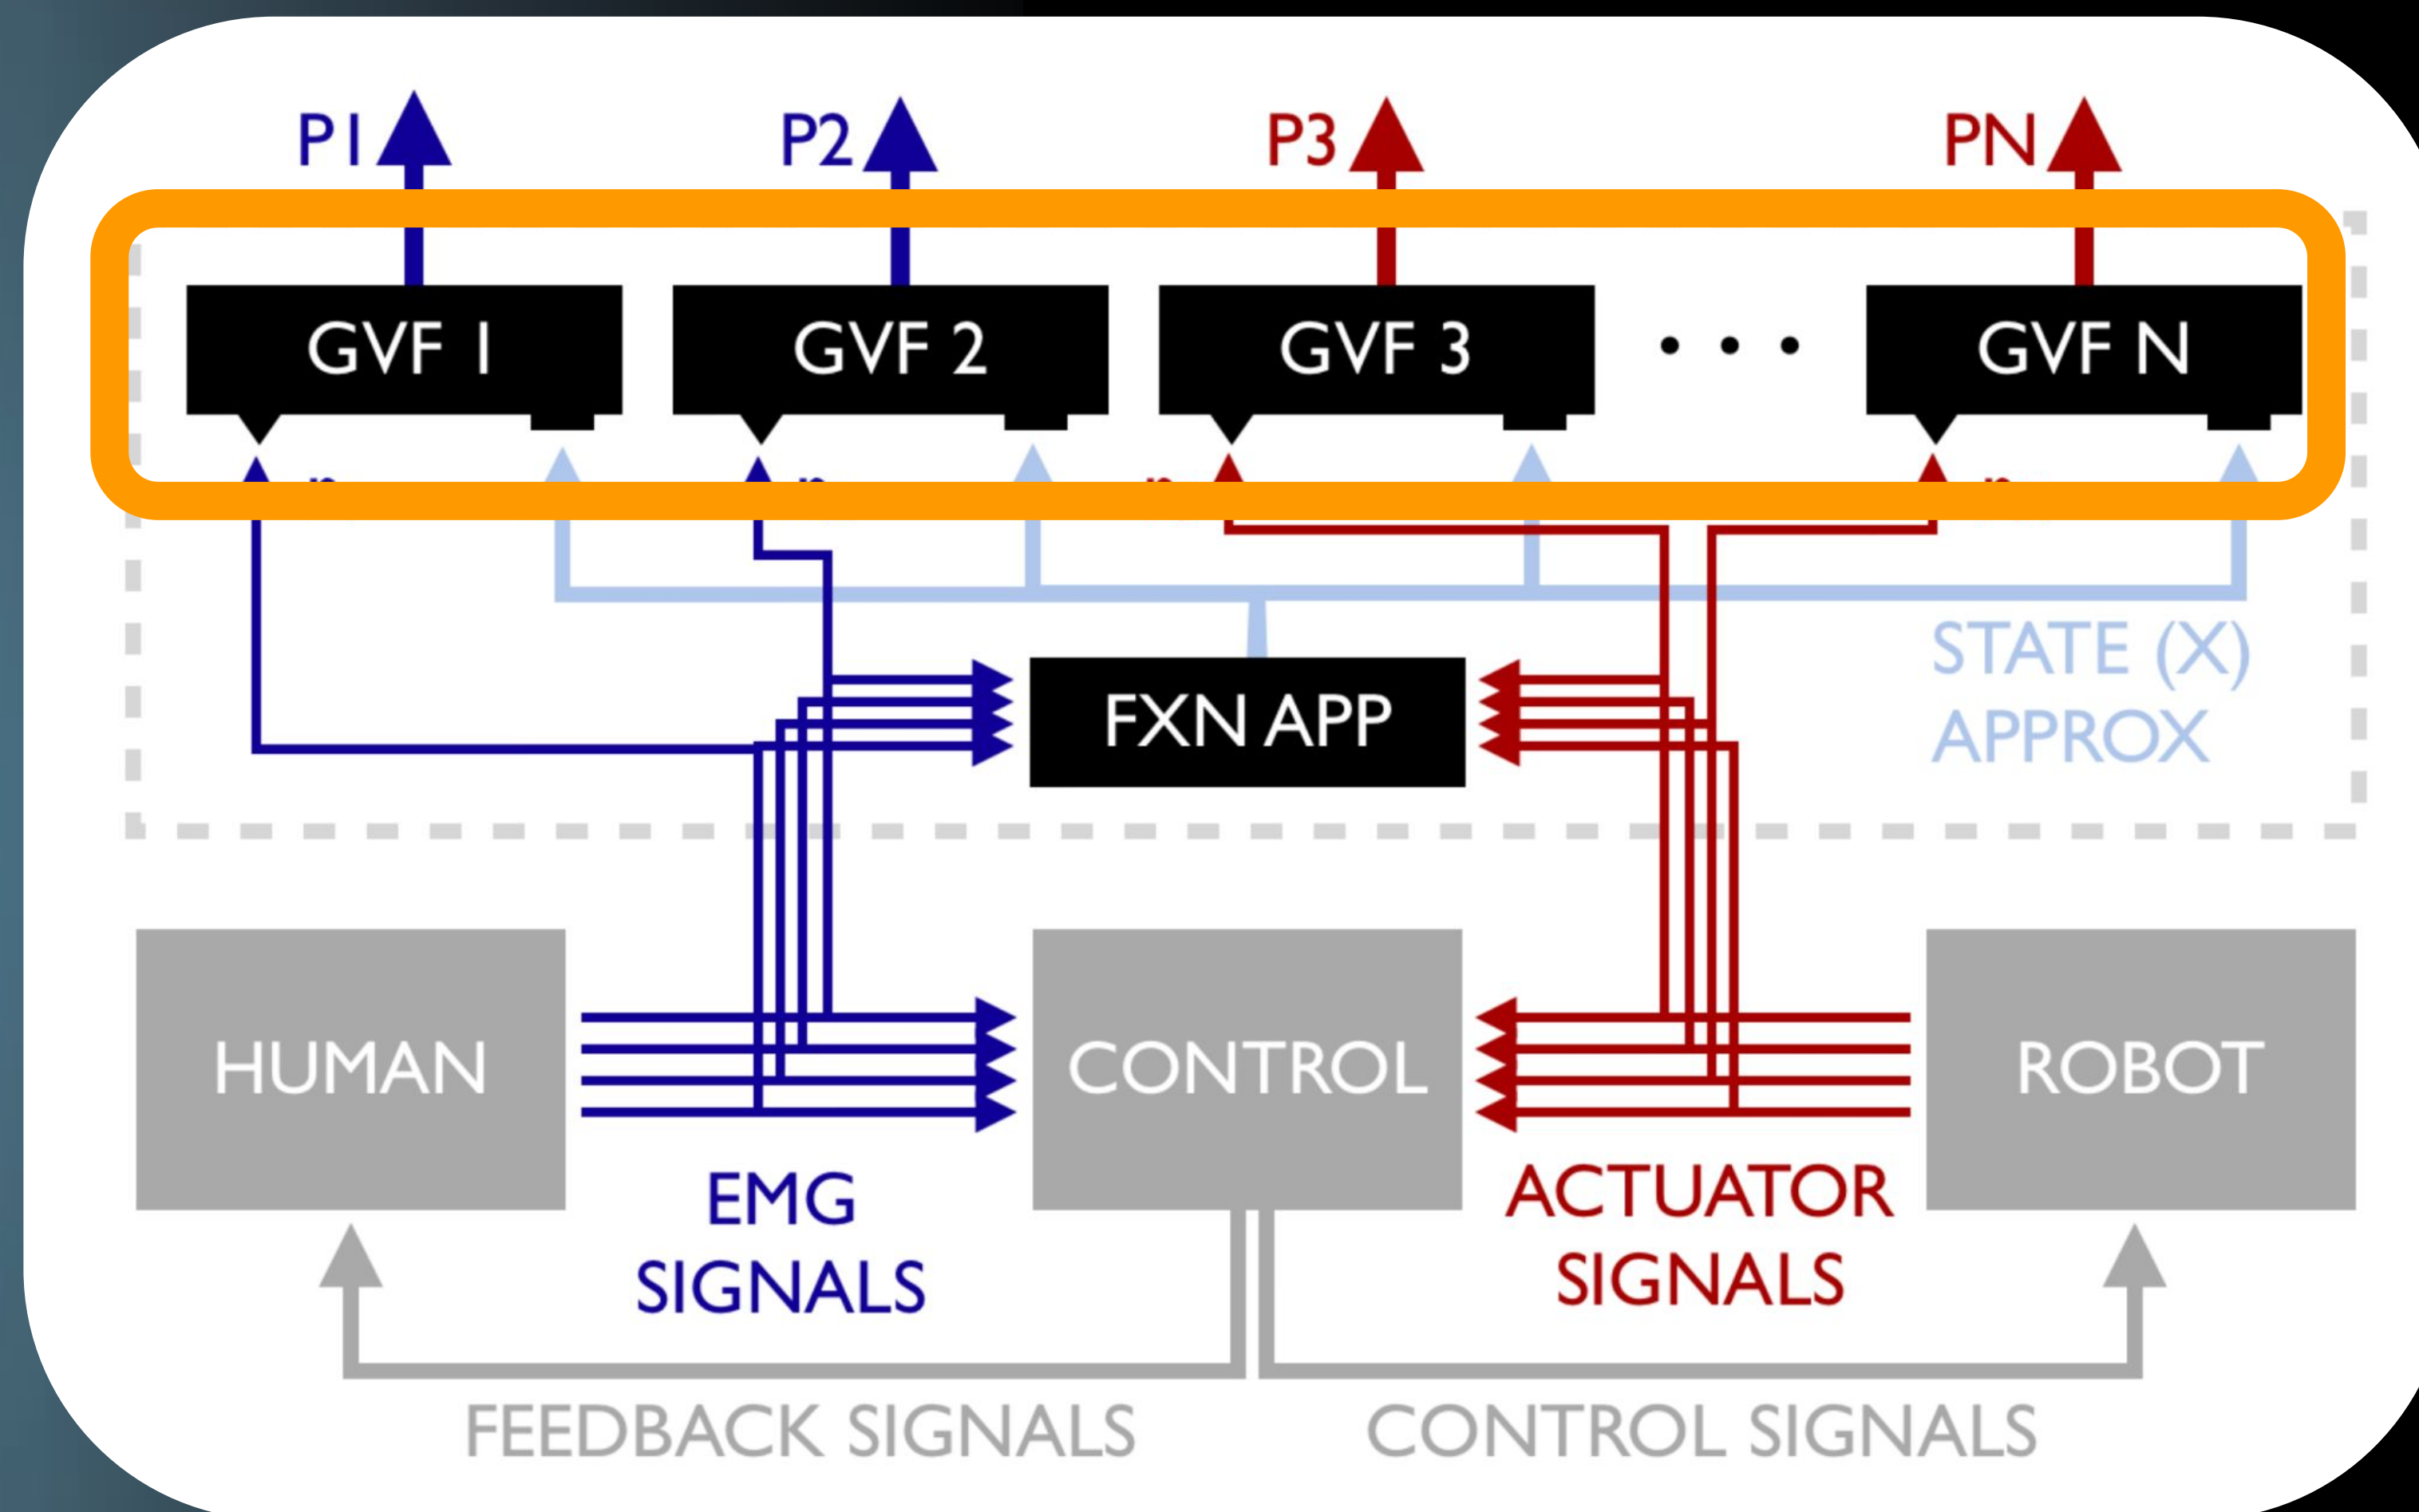 P1
P2
P3
PN
GVF 1
GVF 2
GVF 3
• • •
GVF N
FXN APP
STATE (X)
APPROX
HUMAN
CONTROL
ROBOT
EMG
SIGNALS
ACTUATOR
SIGNALS
FEEDBACK SIGNALS
CONTROL SIGNALS